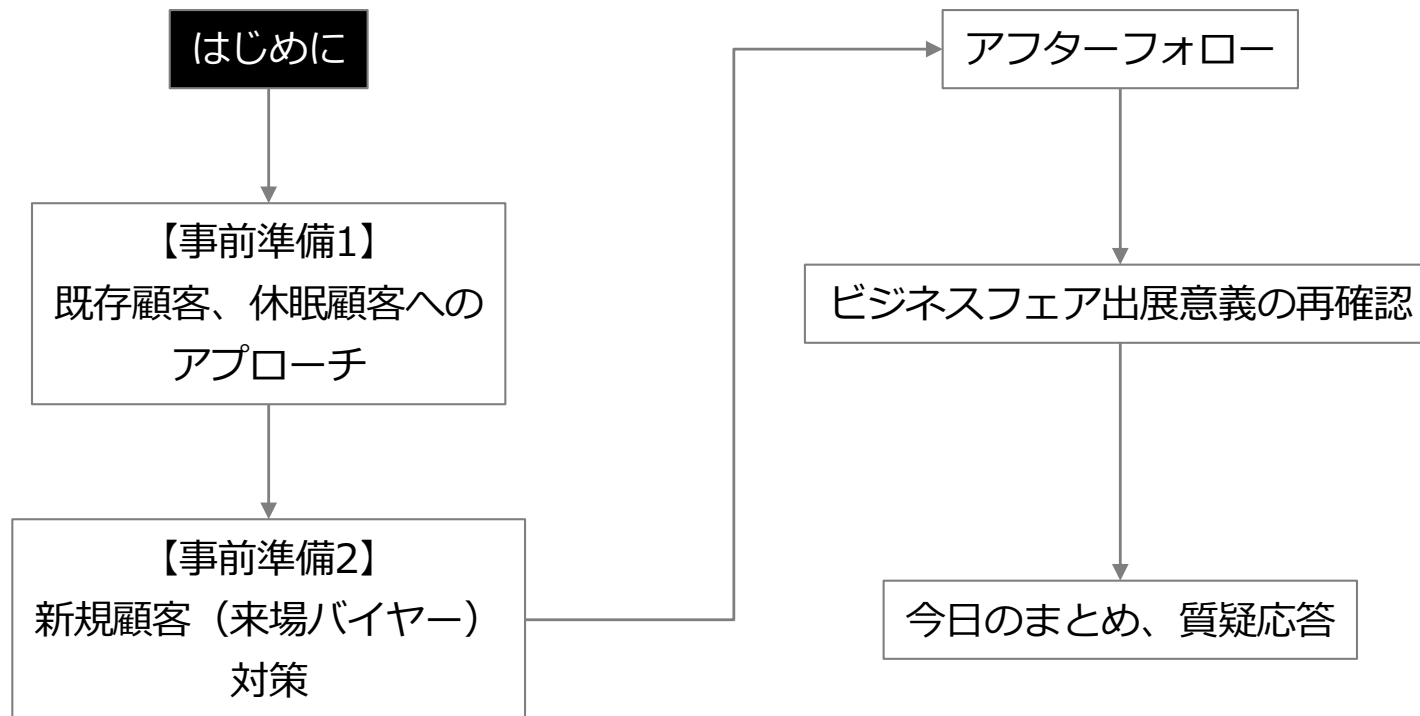 はじめに
【事前準備1】
既存顧客、休眠顧客への
アプローチ
【事前準備2】
新規顧客（来場バイヤー）
対策
アフターフォロー
ビジネスフェア出展意義の再確認
今日のまとめ、質疑応答